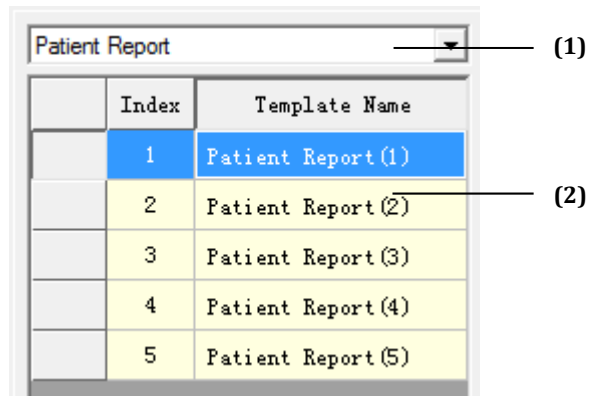 Patient Report (1)
Index Template Name
1 Patient Report(1)
2 Patient Report(2) (2)
3 Patient Report(3)
4 Patient Report(4)
5 Patient Report(5)